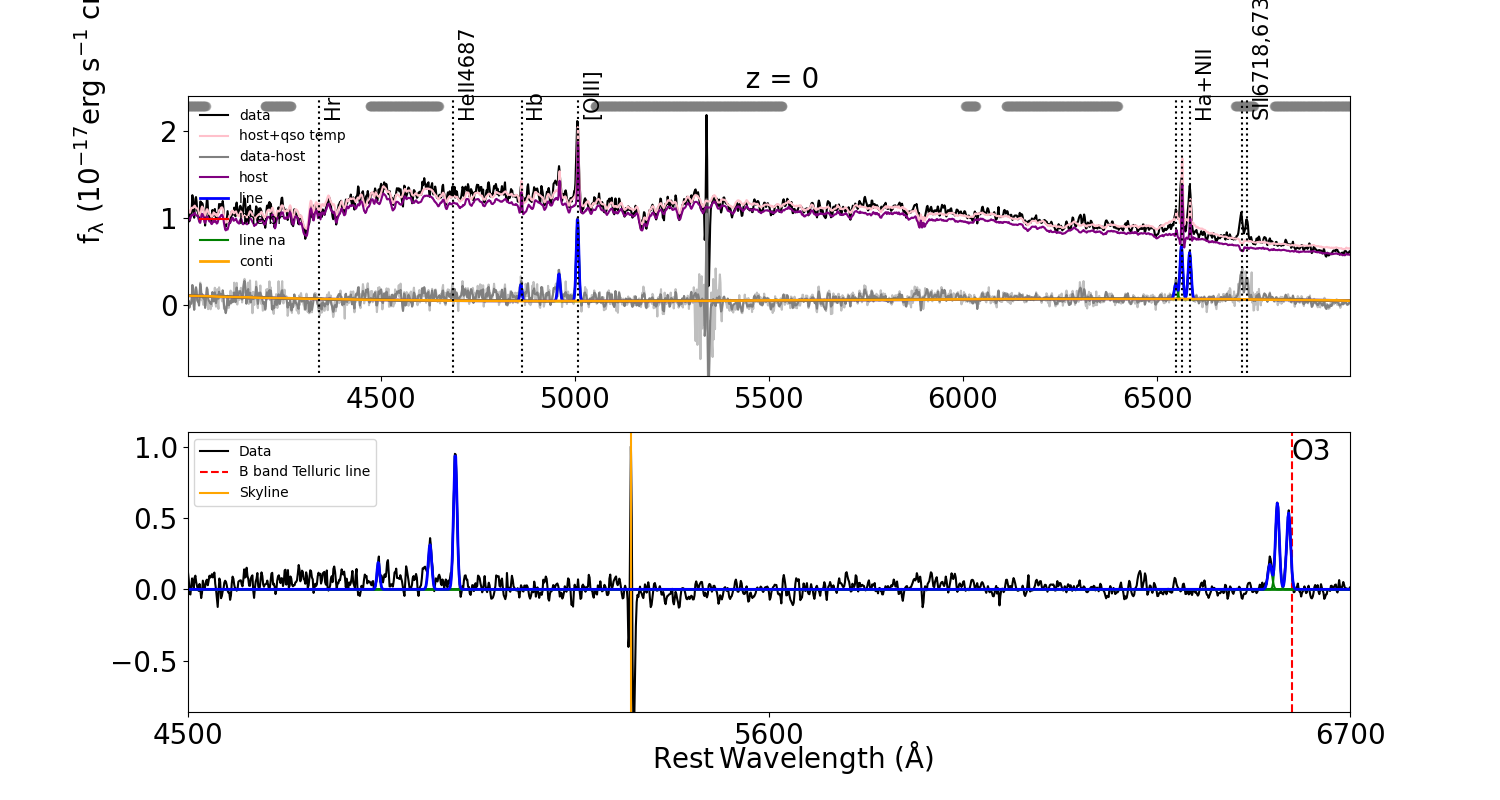 z = 0
f_λ (10^−17 erg s^−1
Hr
HeII4687
Hb
[OIII]
Ha+NII
SII6718,673
data
host+qso temp
data-host
host
line
line na
conti
2
1
0
4500
5000
5500
6000
6500
Data
B band Telluric line
Skyline
O3
1.0
0.5
0.0
−0.5
4500
5600
6700
Rest Wavelength (Å)